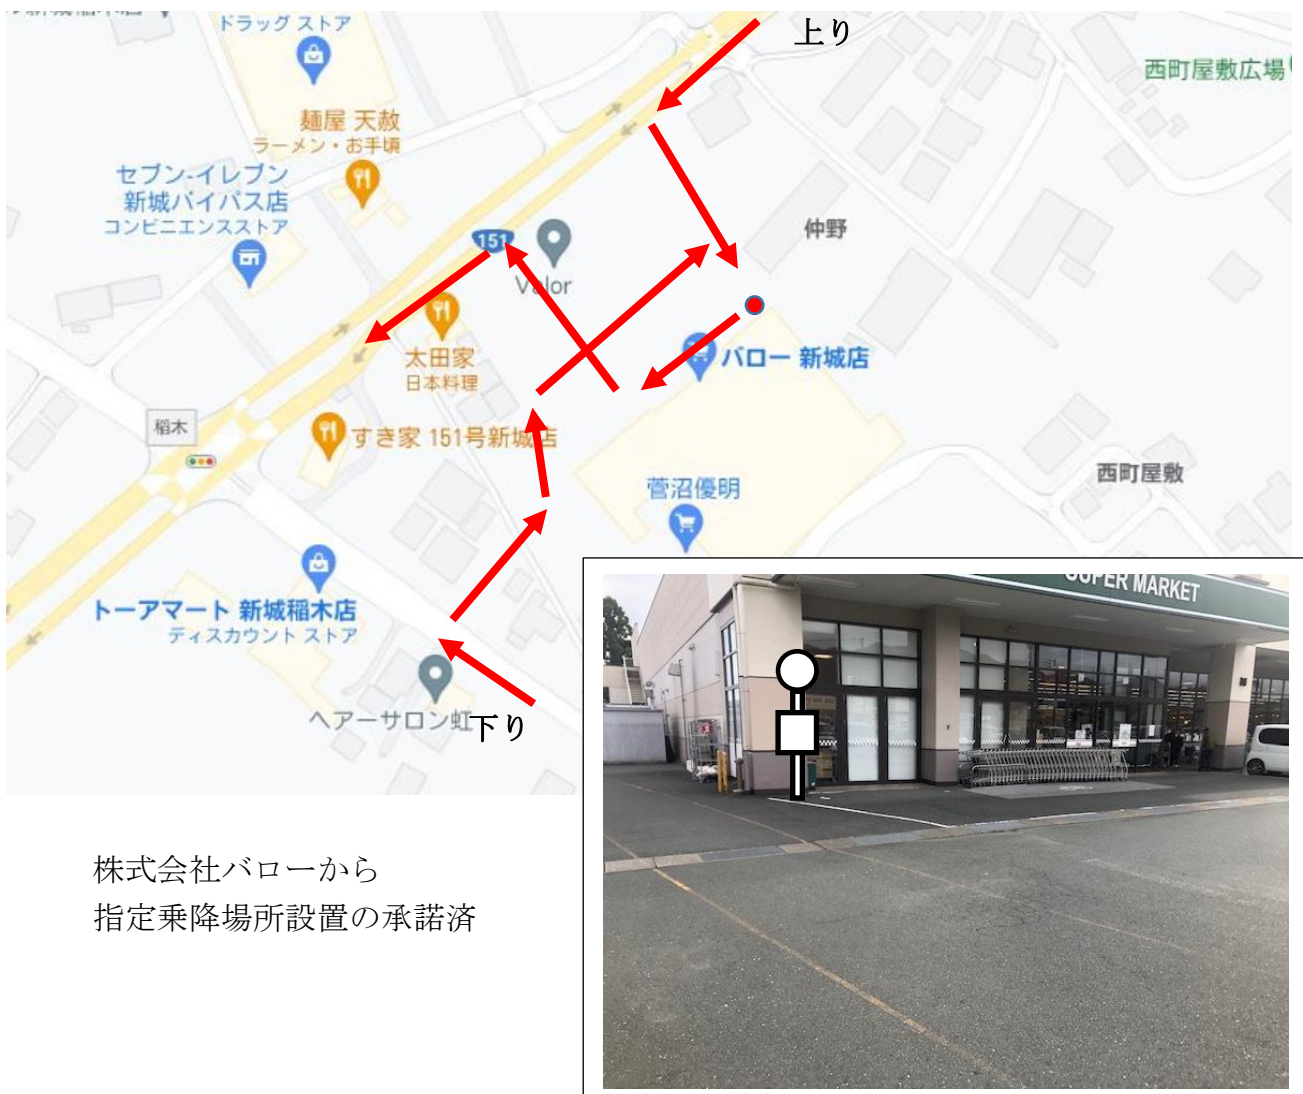 ドラッグ ストア
上り
西町屋敷広場
麺屋 天赦
ラーメン・お手頃
セブン-イレブン
新城バイパス店
コンビニエンスストア
仲野
151
Valor
太田家
日本料理
バロー 新城店
稲木
すき家 151号新城店
西町屋敷
菅沼優明
トーアマート 新城稲木店
ディスカウント ストア
ヘアーサロン虹
下り
SUPER MARKET
株式会社バローから
指定乗降場所設置の承諾済